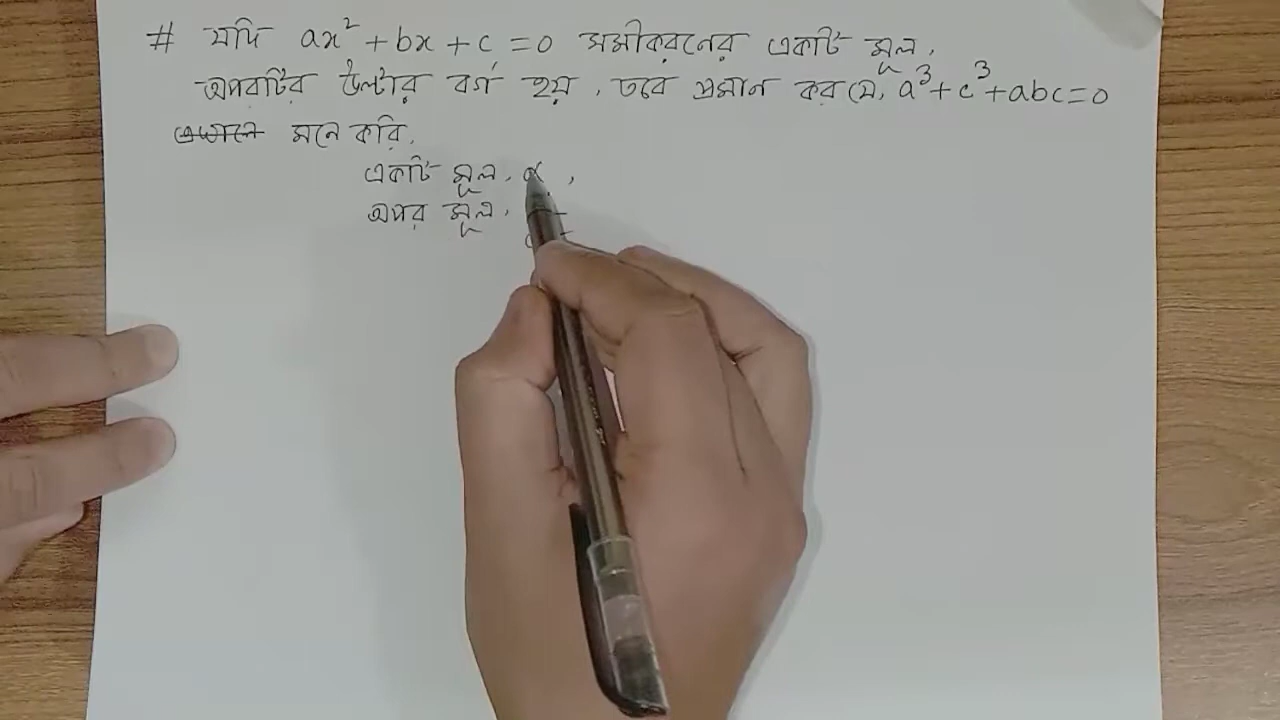 # যদি ax² + bx + c = 0 সমীকরনের একটি মূল,
অপরটির উল্টার বর্গ হয়, তবে প্রমান কর যে, a³ + c³ + abc = 0
মনে করি,
একটি মূল, α,
অপর মূল,